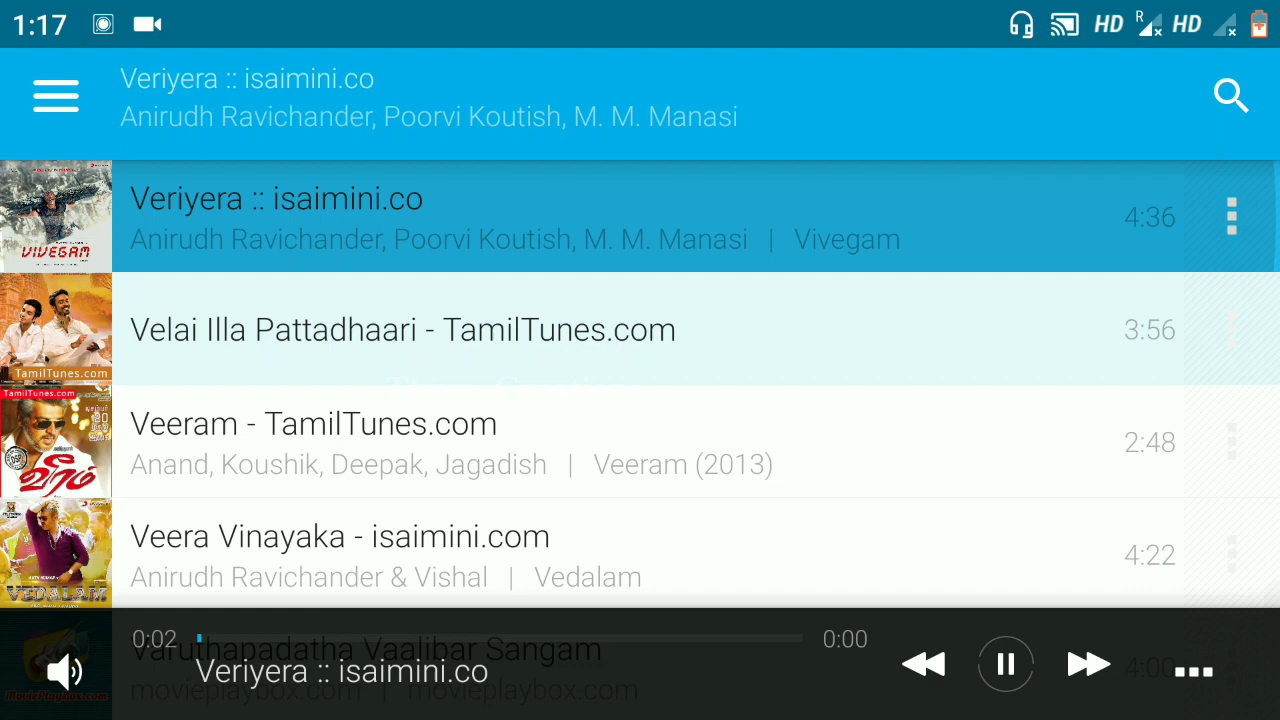 1:17
HD R HD
Veriyera :: isaimini.co
Anirudh Ravichander, Poorvi Koutish, M. M. Manasi
VIVEGAM
Veriyera :: isaimini.co
Anirudh Ravichander, Poorvi Koutish, M. M. Manasi | Vivegam
4:36
TamilTunes.com
Velai Illa Pattadhaari - TamilTunes.com
3:56
TamilTunes.com
வீரம்
Veeram - TamilTunes.com
Anand, Koushik, Deepak, Jagadish | Veeram (2013)
2:48
VEDALAM
Veera Vinayaka - isaimini.com
Anirudh Ravichander & Vishal | Vedalam
4:22
MoviePlayBox.com
Varuthapadatha Vaalibar Sangam
movieplaybox.com | movieplaybox.com
4:00
0:02
0:00
Veriyera :: isaimini.co